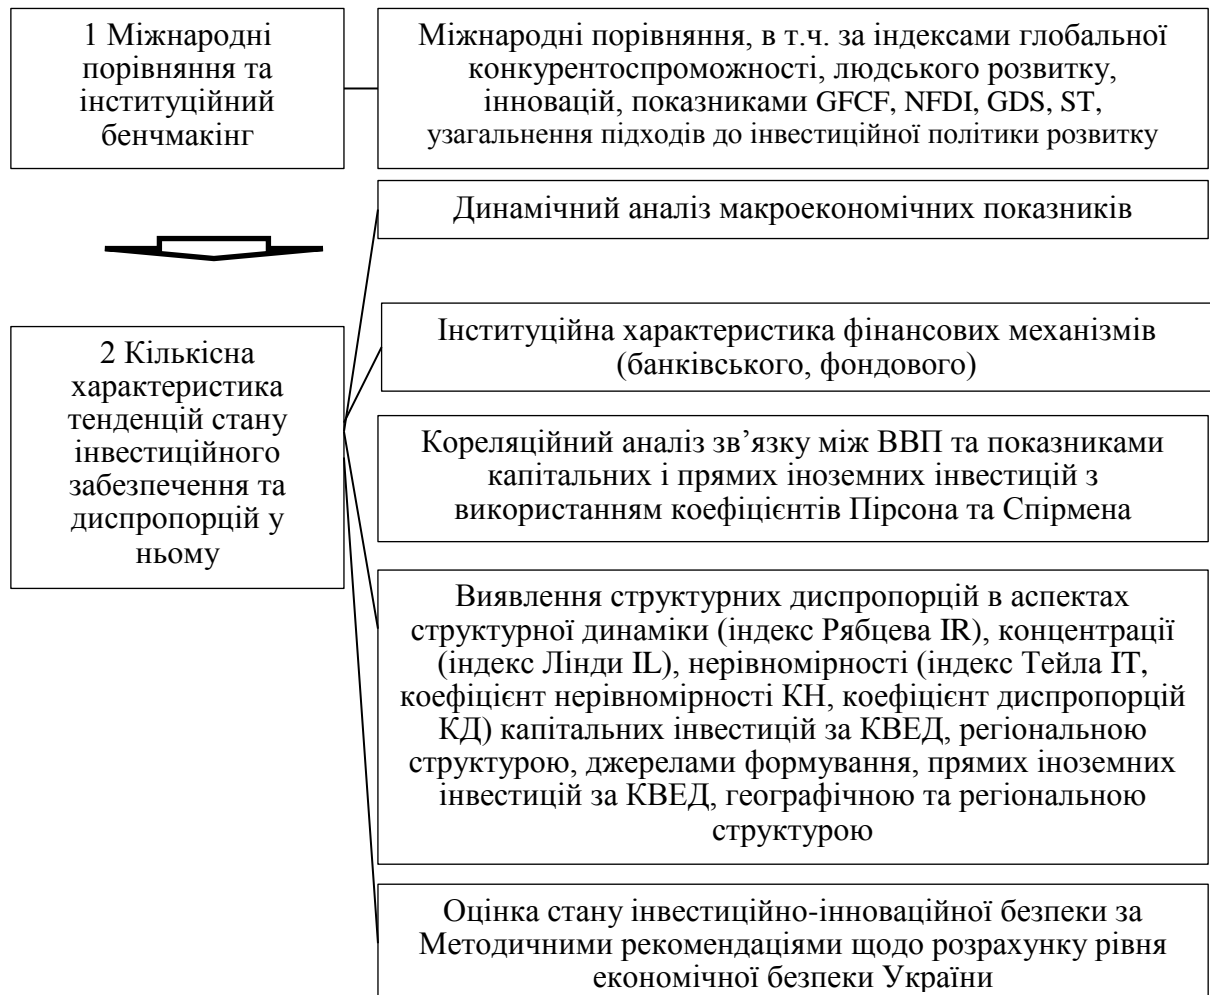 1 Міжнародні
порівняння та
інституційний
бенчмакінг
Міжнародні порівняння, в т.ч. за індексами глобальної
конкурентоспроможності, людського розвитку,
інновацій, показниками GFCF, NFDI, GDS, ST,
узагальнення підходів до інвестиційної політики розвитку
2 Кількісна
характеристика
тенденцій стану
інвестиційного
забезпечення та
диспропорцій у
ньому
Динамічний аналіз макроекономічних показників
Інституційна характеристика фінансових механізмів
(банківського, фондового)
Кореляційний аналіз зв’язку між ВВП та показниками
капітальних і прямих іноземних інвестицій з
використанням коефіцієнтів Пірсона та Спірмена
Виявлення структурних диспропорцій в аспектах
структурної динаміки (індекс Рябцева IR), концентрації
(індекс Лінди IL), нерівномірності (індекс Тейла IT,
коефіцієнт нерівномірності КН, коефіцієнт диспропорцій
КД) капітальних інвестицій за КВЕД, регіональною
структурою, джерелами формування, прямих іноземних
інвестицій за КВЕД, географічною та регіональною
структурою
Оцінка стану інвестиційно-інноваційної безпеки за
Методичними рекомендаціями щодо розрахунку рівня
економічної безпеки України